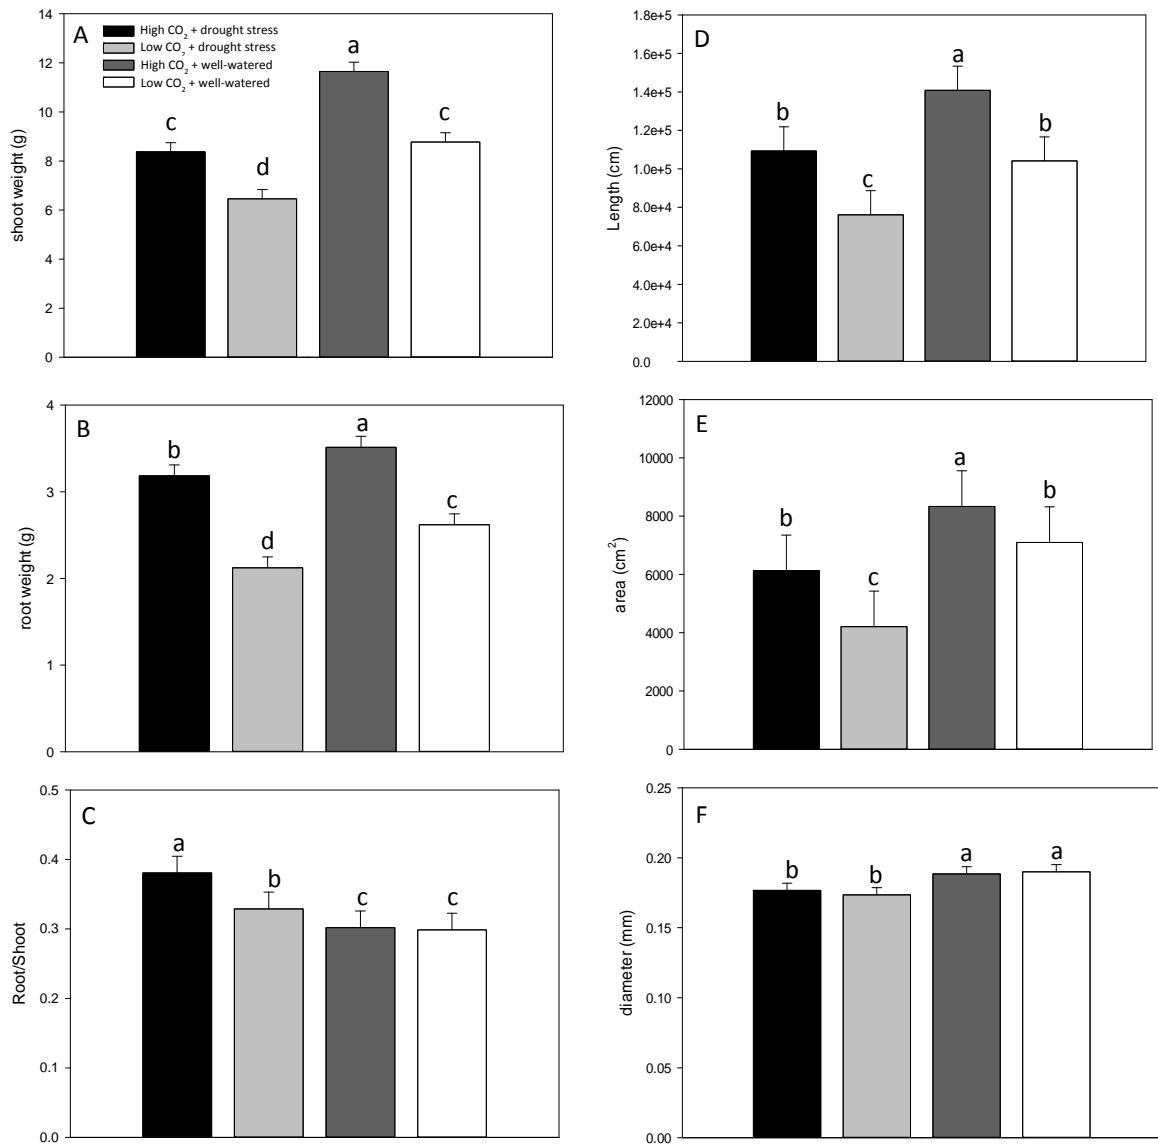 A
High CO2 + drought stress
Low CO2 + drought stress
High CO2 + well-watered
Low CO2 + well-watered
14
12
10
8
6
4
2
0
shoot weight (g)
c
d
a
c
D
1.8e+5
1.6e+5
1.4e+5
1.2e+5
1.0e+5
8.0e+4
6.0e+4
4.0e+4
2.0e+4
0.0
Length (cm)
b
c
a
b
B
4
3
2
1
0
root weight (g)
b
d
a
c
E
12000
10000
8000
6000
4000
2000
0
area (cm2)
b
c
a
b
C
0.5
0.4
0.3
0.2
0.1
0.0
Root/Shoot
a
b
c
c
F
0.25
0.20
0.15
0.10
0.05
0.00
diameter (mm)
b
b
a
a